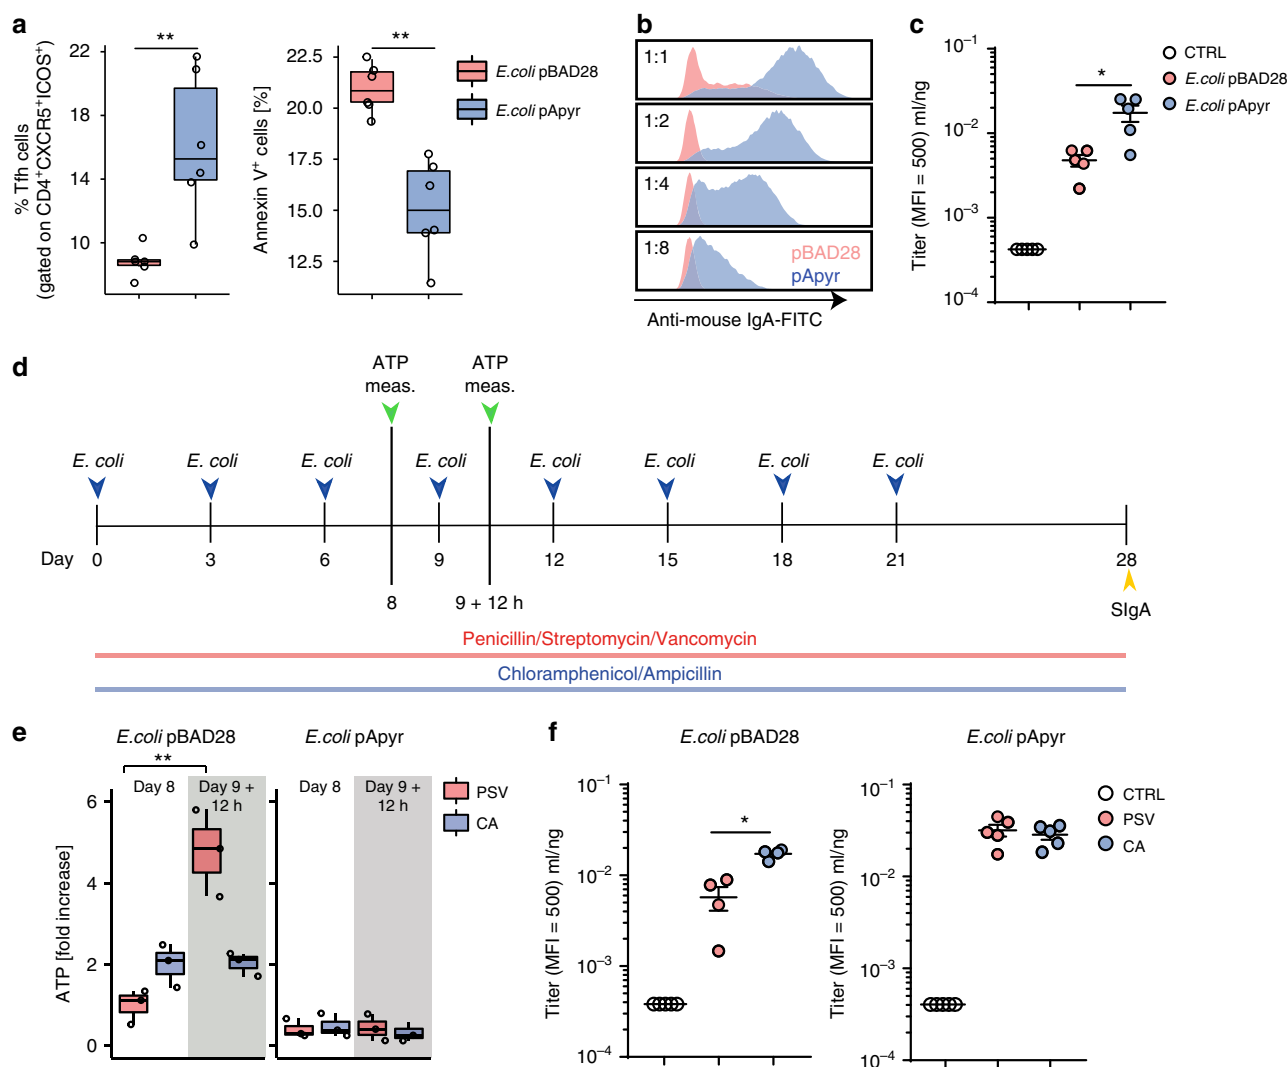 a
% Tfh cells
(gated on CD4⁺CXCR5⁺ICOS⁺)
22
18
14
10
**
Annexin V⁺ cells [%]
22.5
20.0
17.5
15.0
12.5
**
E.coli pBAD28
E.coli pApyr
b
1:1
1:2
1:4
1:8
pBAD28
pApyr
Anti-mouse IgA-FITC
c
Titer (MFI = 500) ml/ng
10⁻¹
10⁻²
10⁻³
10⁻⁴
*
CTRL
E.coli pBAD28
E.coli pApyr
d
ATP meas.
ATP meas.
E. coli
E. coli
E. coli
E. coli
E. coli
E. coli
E. coli
E. coli
Day
0 3 6 9 12 15 18 21 28
8
9 + 12 h
SIgA
Penicillin/Streptomycin/Vancomycin
Chloramphenicol/Ampicillin
e
E.coli pBAD28
E.coli pApyr
**
Day 8
Day 9 + 12 h
Day 8
Day 9 + 12 h
PSV
CA
ATP [fold increase]
6
4
2
0
f
E.coli pBAD28
Titer (MFI = 500) ml/ng
10⁻¹
10⁻²
10⁻³
10⁻⁴
*
E.coli pApyr
Titer (MFI = 500) ml/ng
10⁻¹
10⁻²
10⁻³
10⁻⁴
CTRL
PSV
CA